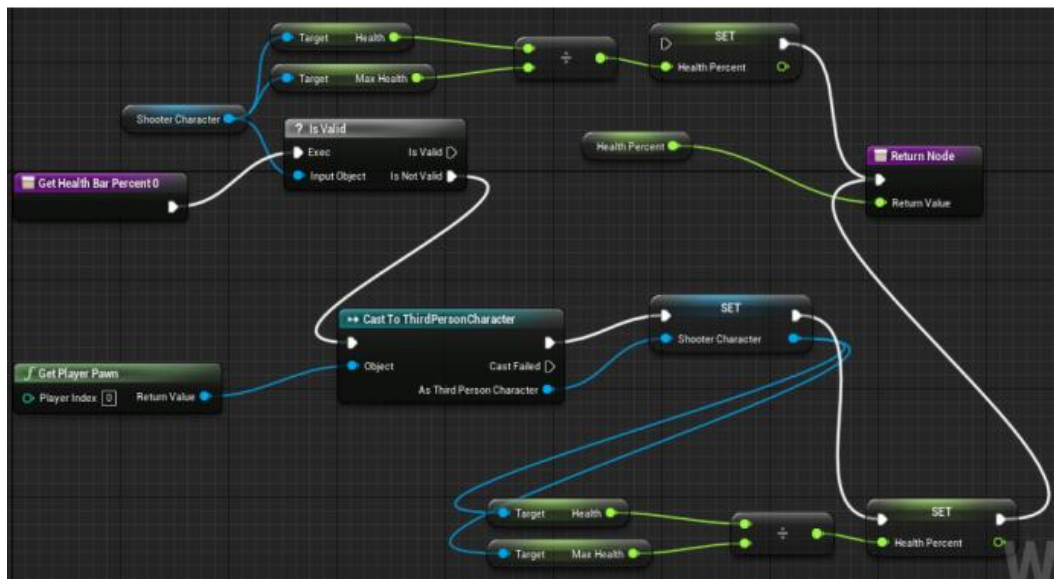 Target Health
÷
SET
Health Percent
Target Max Health
Shooter Character
? Is Valid
Exec Is Valid
Input Object Is Not Valid
Health Percent
Return Node
Return Value
Get Health Bar Percent 0
Cast To ThirdPersonCharacter
Object
Cast Failed
As Third Person Character
SET
Shooter Character
f Get Player Pawn
Player Index 0 Return Value
Target Health
Target Max Health
÷
SET
Health Percent
W